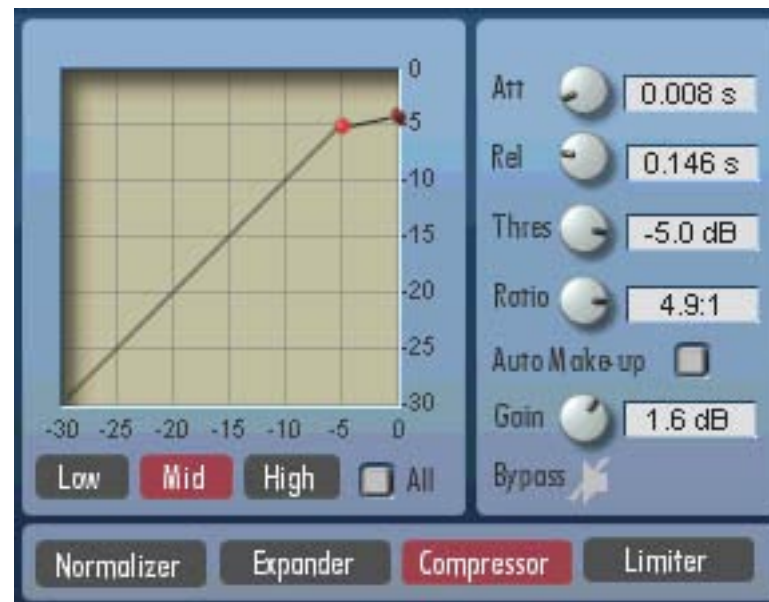 0
-5
-10
-15
-20
-25
-30
-30 -25 -20 -15 -10 -5 0
Low Mid High All
Att 0.008 s
Rel 0.146 s
Thres -5.0 dB
Ratio 4.9:1
Auto Make-up
Gain 1.6 dB
Bypass
Normalizer Expander Compressor Limiter